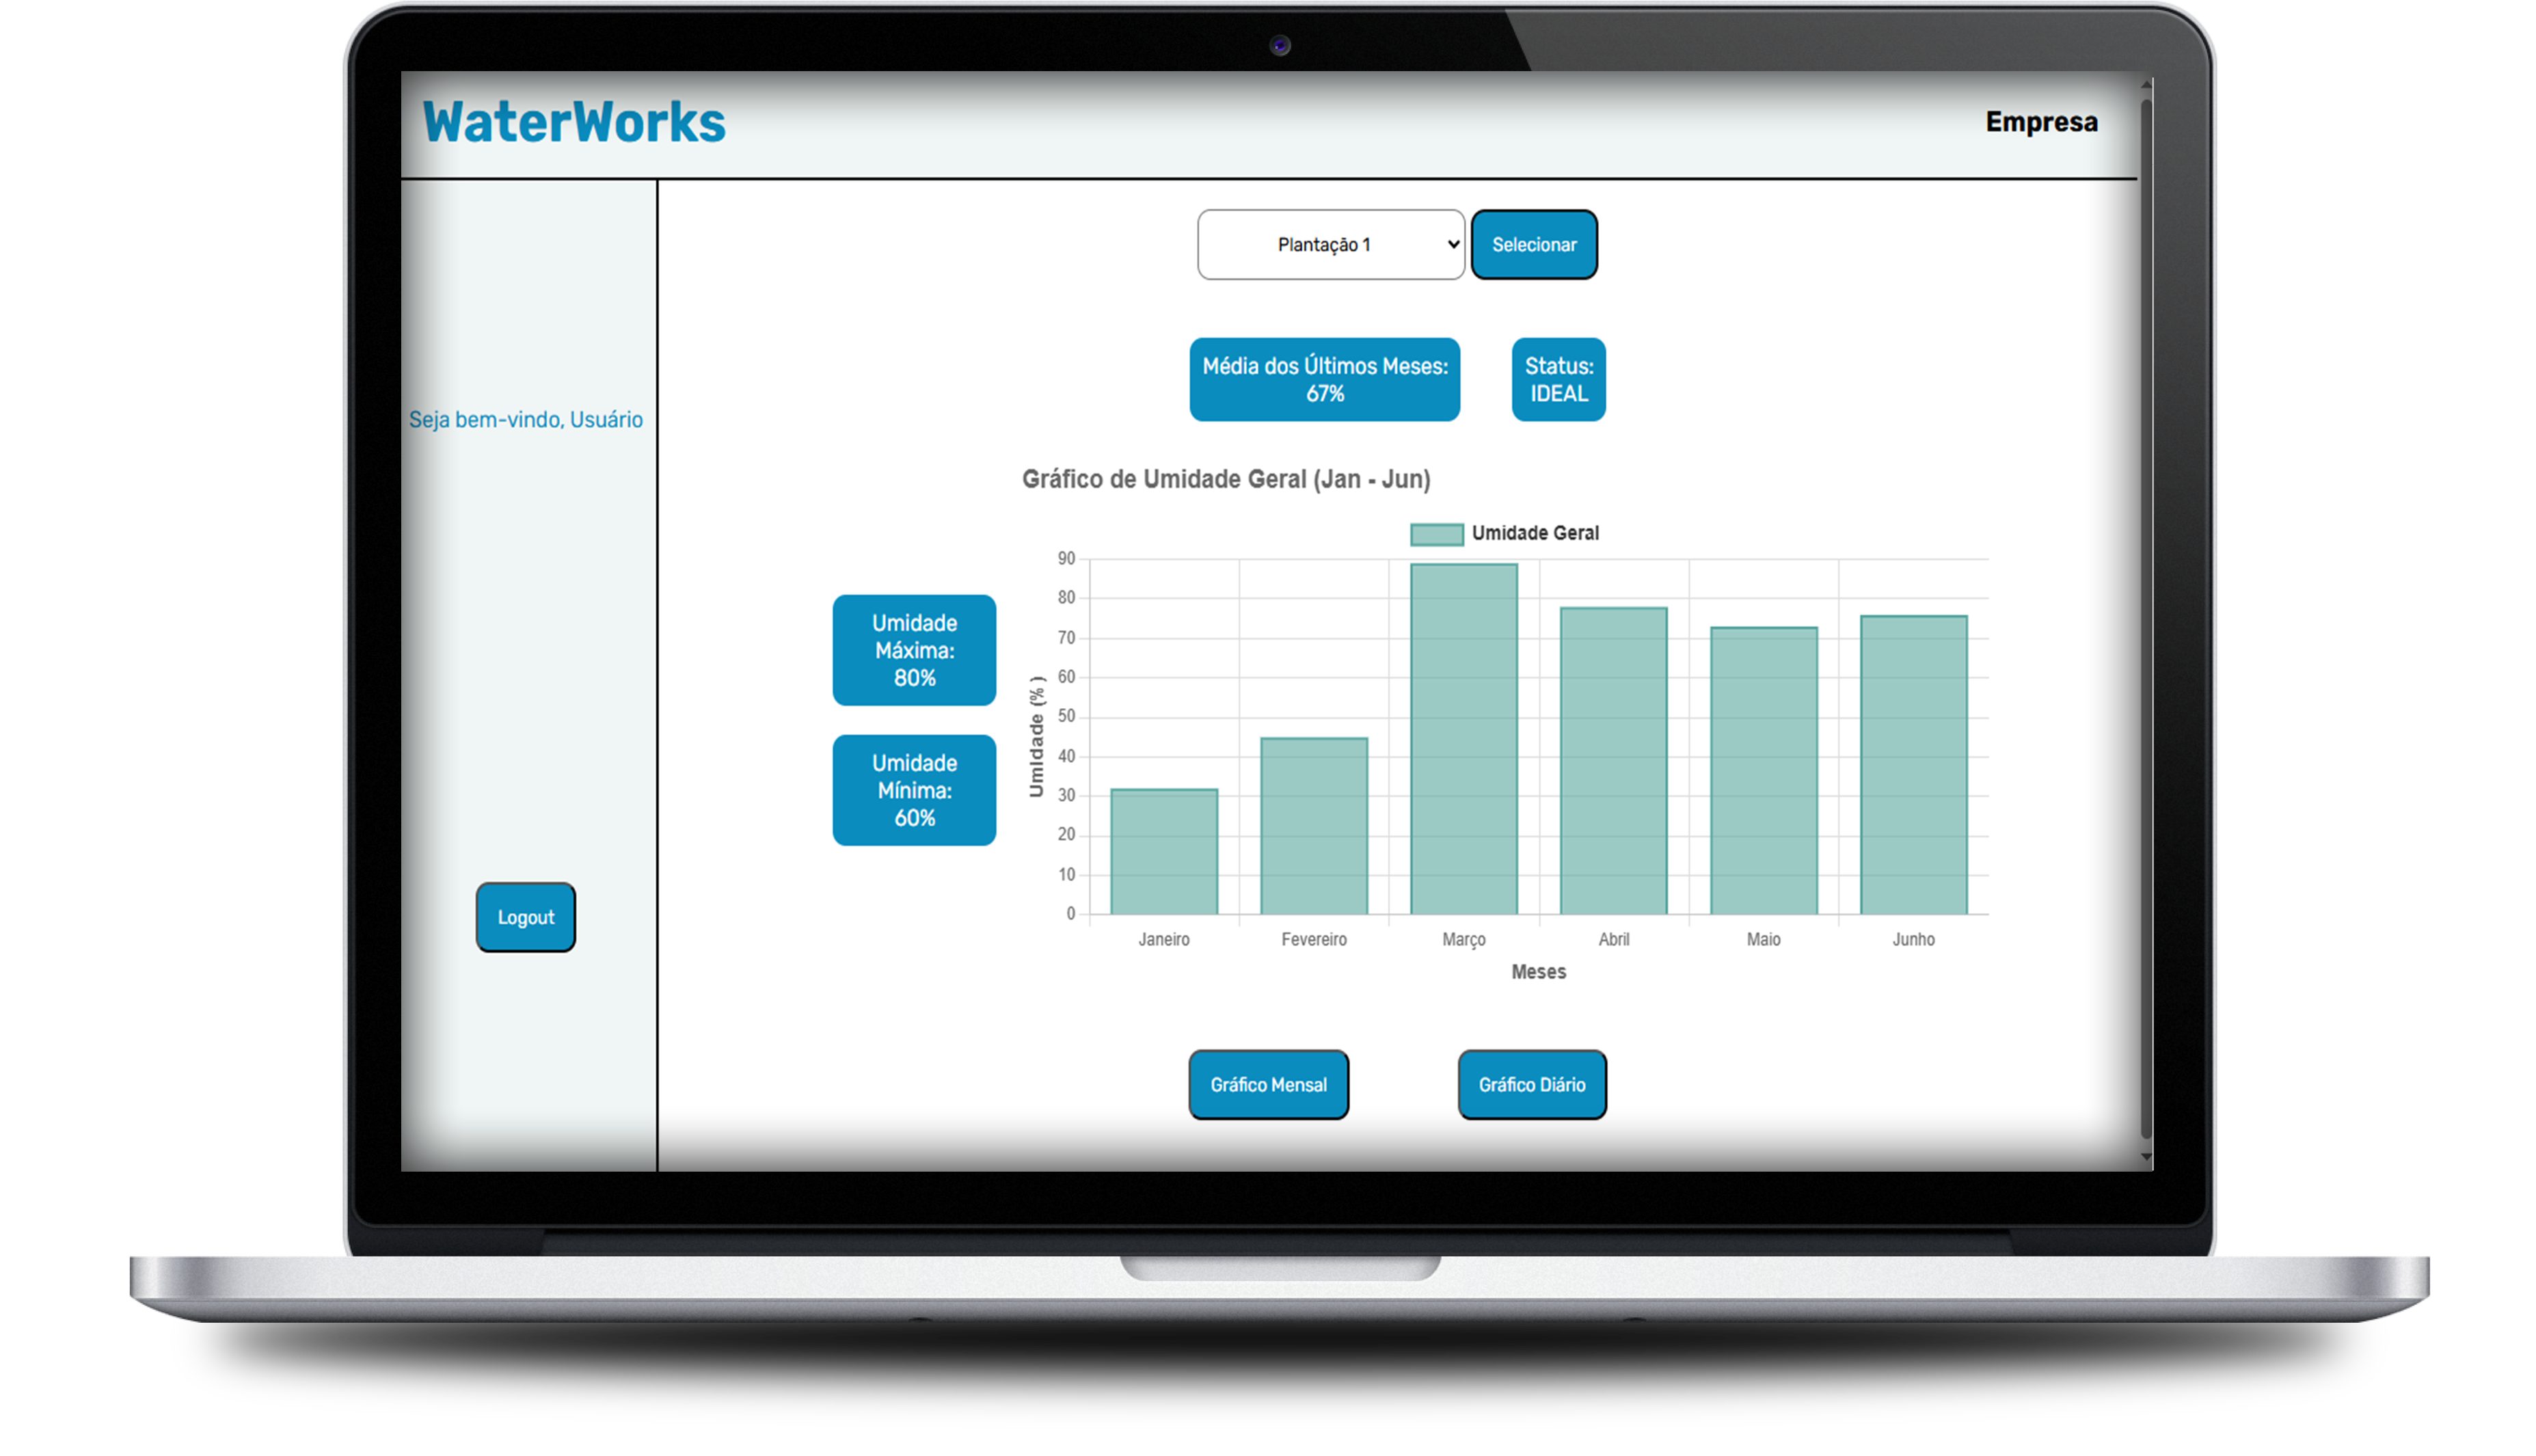 WaterWorks
Empresa
Plantação 1
Selecionar
Média dos Últimos Meses:
67%
Status:
IDEAL
Seja bem-vindo, Usuário
Gráfico de Umidade Geral (Jan - Jun)
Umidade Geral
Umidade
Máxima:
80%
Umidade
Mínima:
60%
Umidade (% )
90
80
70
60
50
40
30
20
10
0
Janeiro
Fevereiro
Março
Abril
Maio
Junho
Meses
Logout
Gráfico Mensal
Gráfico Diário